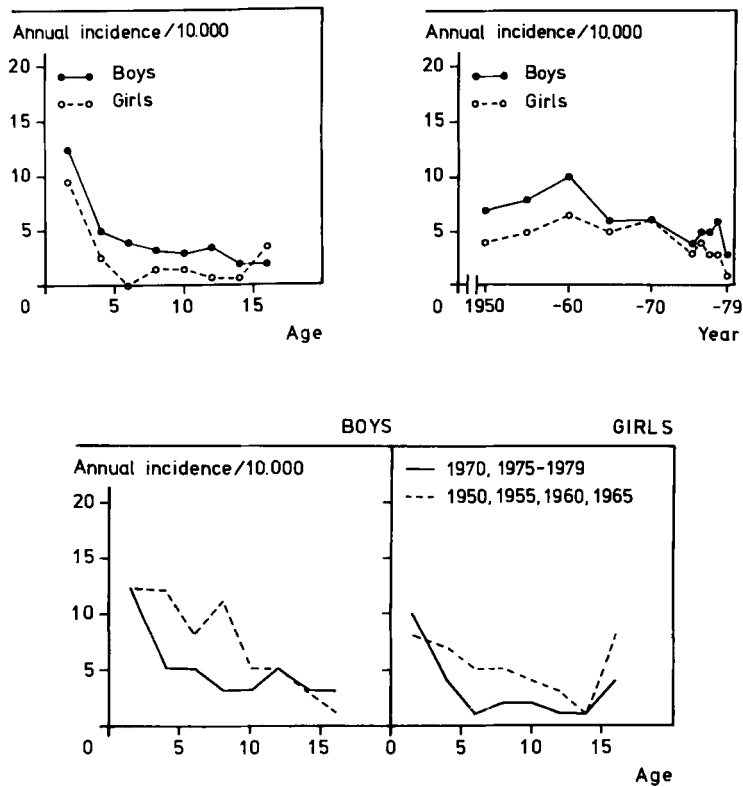 Annual incidence/10.000
20
15
10
5
0
Boys
Girls
5 10 15
Age
Annual incidence/10.000
20
15
10
5
0
Boys
Girls
1950 -60 -70 -79
Year
BOYS GIRLS
Annual incidence/10.000
20
15
10
5
0
5 10 15
1970, 1975-1979
1950, 1955, 1960, 1965
0 5 10 15
Age